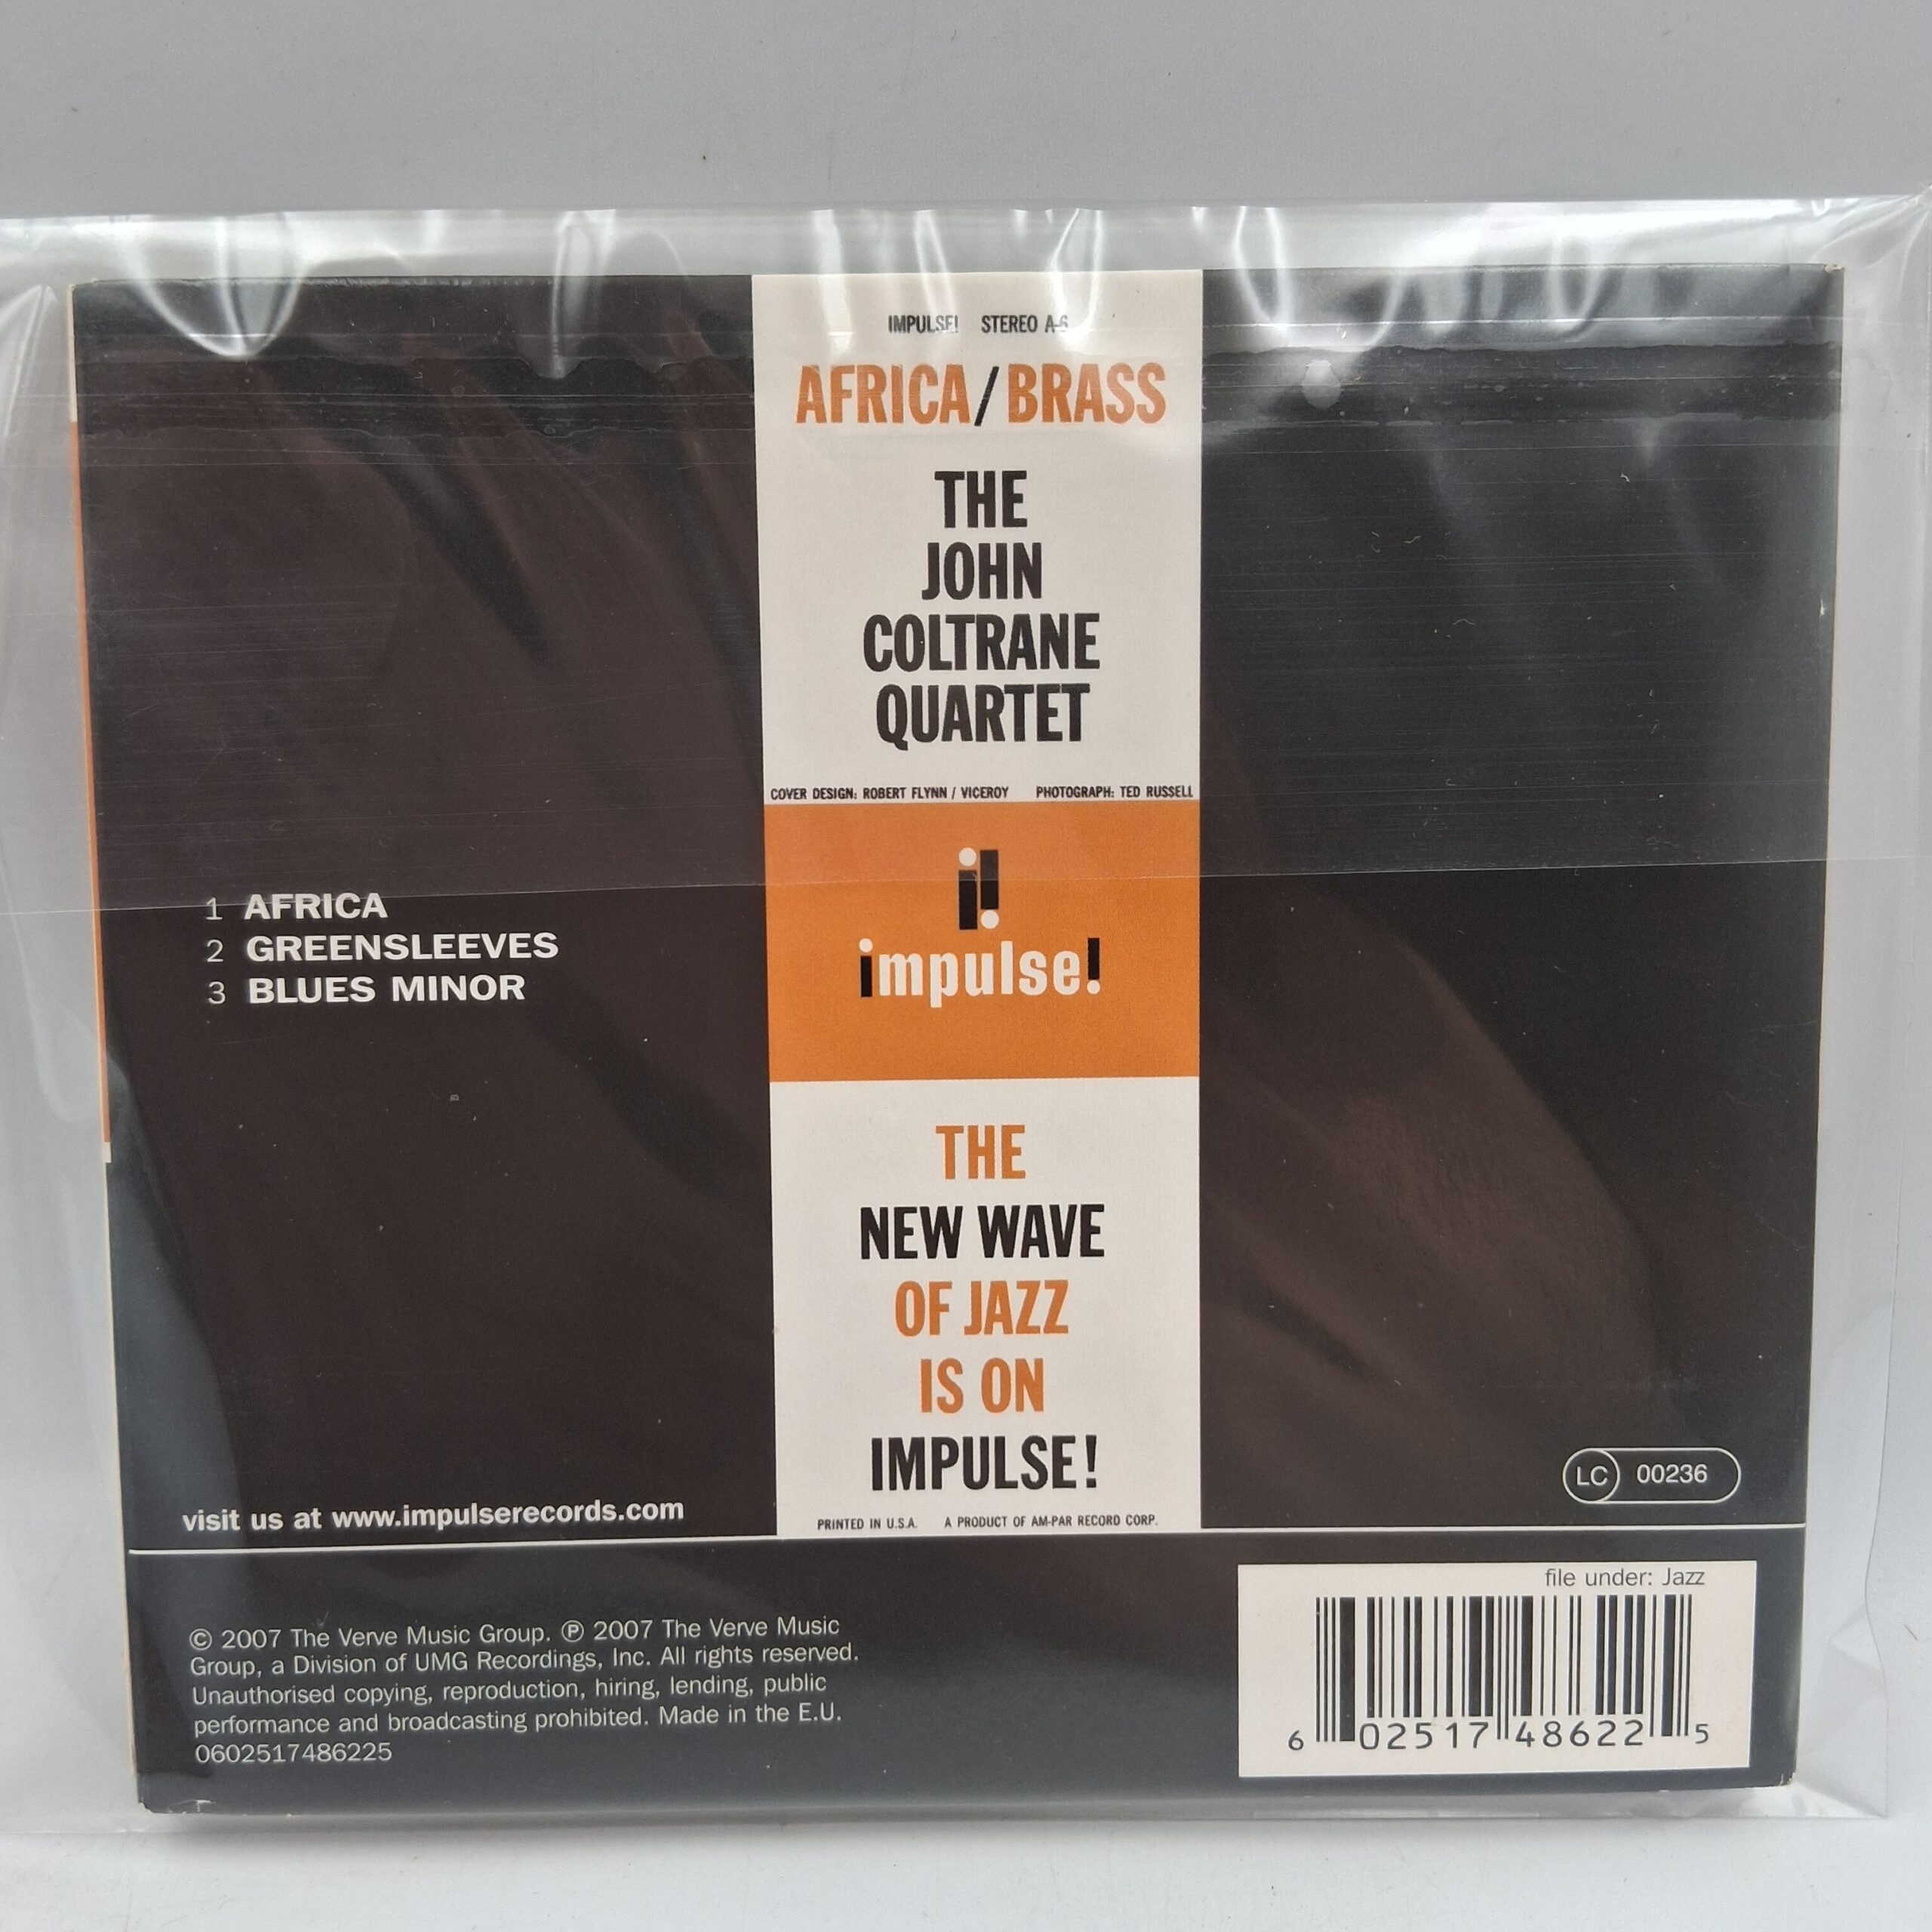 IMPULSE! STEREO A-6
AFRICA/BRASS
THE
JOHN
COLTRANE
QUARTET
COVER DESIGN: ROBERT FLYNN / VICEROY PHOTOGRAPH: TED RUSSELL
impulse!
1 AFRICA
2 GREENSLEEVES
3 BLUES MINOR
THE
NEW WAVE
OF JAZZ
IS ON
IMPULSE!
PRINTED IN U.S.A. A PRODUCT OF AM-PAR RECORD CORP.
visit us at www.impulserecords.com
LC 00236
© 2007 The Verve Music Group. ℗ 2007 The Verve Music
Group, a Division of UMG Recordings, Inc. All rights reserved.
Unauthorised copying, reproduction, hiring, lending, public
performance and broadcasting prohibited. Made in the E.U.
0602517486225
file under: Jazz
6 02517 48622 5